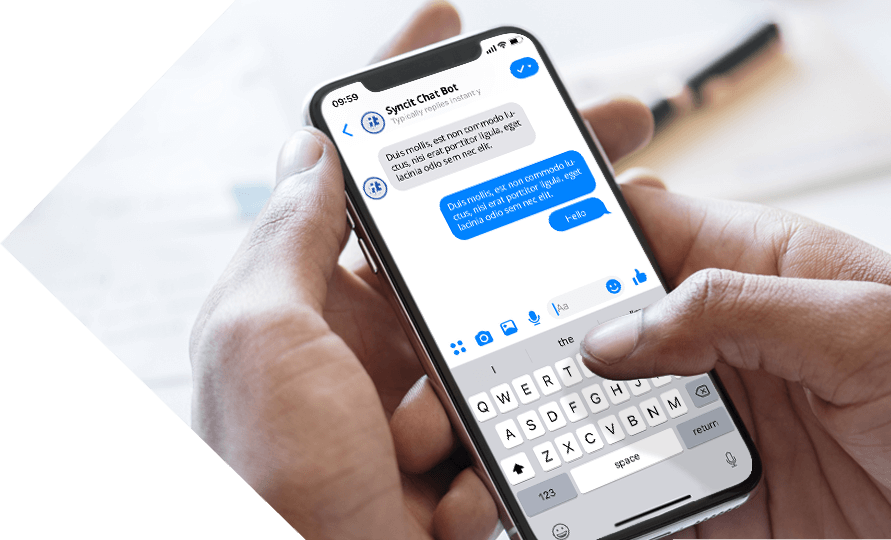 09:59
Syncit Chat Bot
Typically replies instantly
Duis mollis, est non commodo lu-
ctus, nisi erat porttitor ligula, eget
lacinia odio sem nec elit.
Duis mollis, est non commodo lu-
ctus, nisi erat porttitor ligula, eget
lacinia odio sem nec elit.
Hello
Aa
I
the
Q W E R T
A S D F G H J
Z X C V B N M
123
space
return